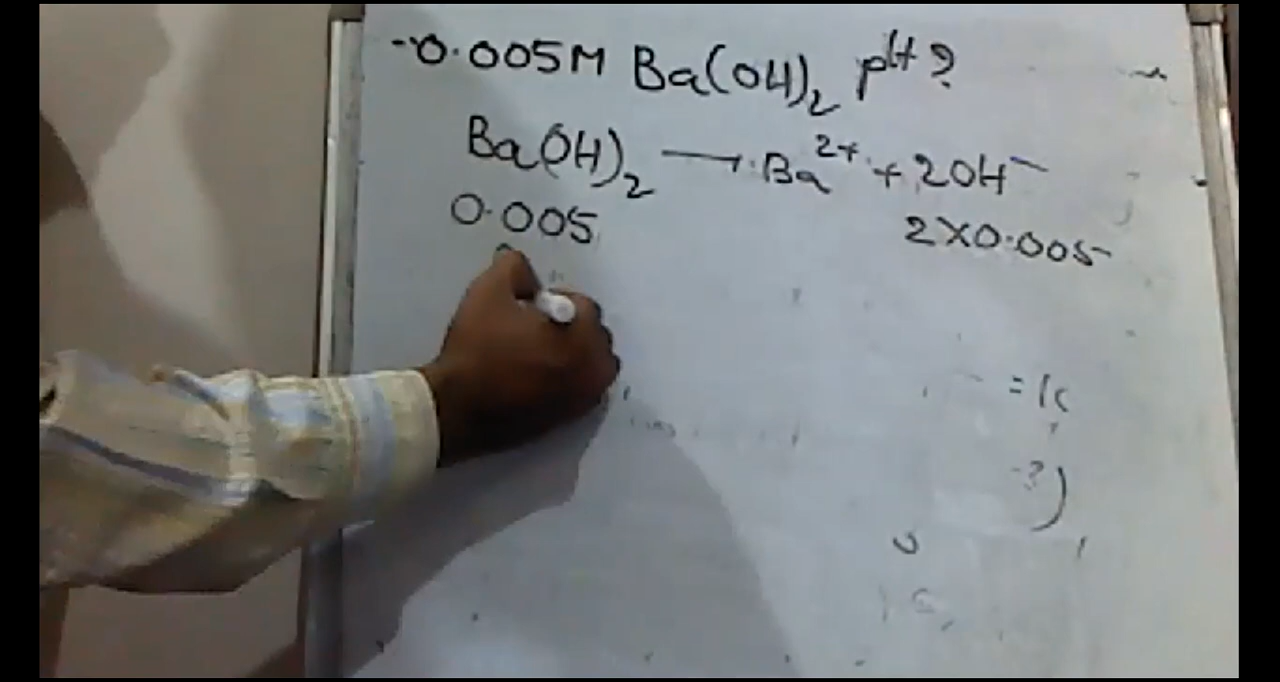 0.005M Ba(OH)₂ pH?
Ba(OH)₂ → Ba²⁺ + 2OH⁻
0.005 2X0.005